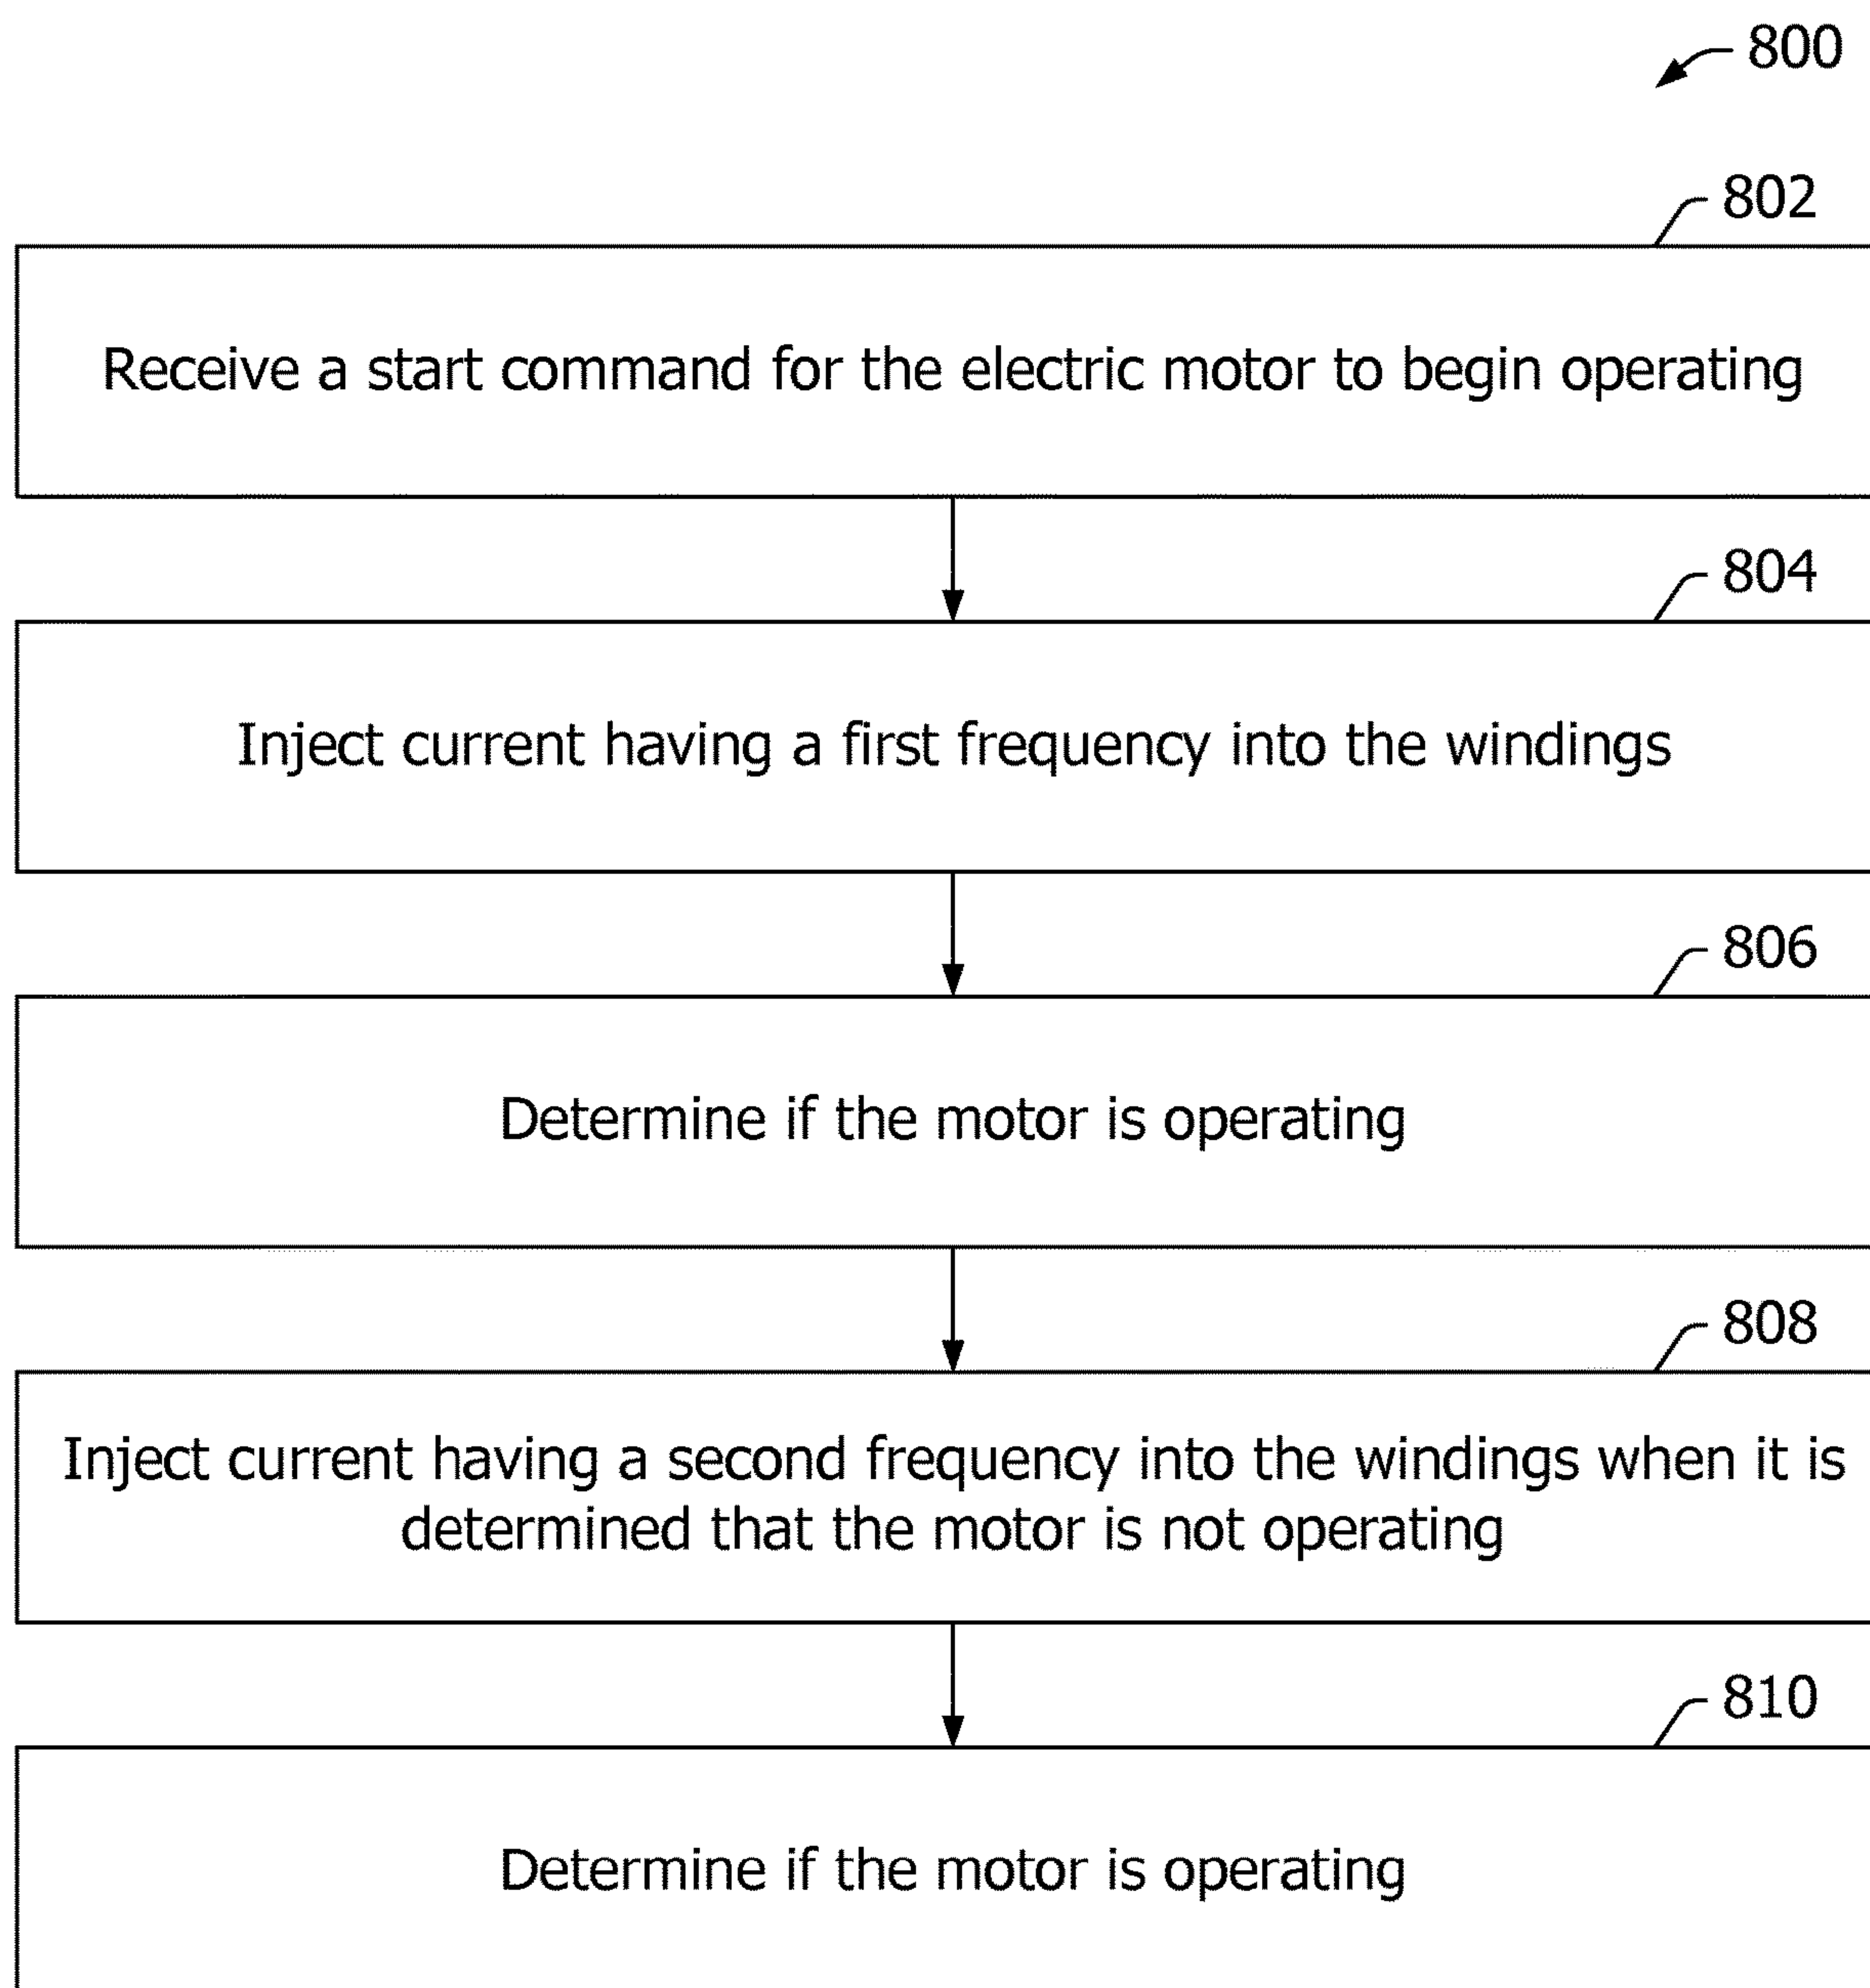 800
802
Receive a start command for the electric motor to begin operating
804
Inject current having a first frequency into the windings
806
Determine if the motor is operating
808
Inject current having a second frequency into the windings when it is
determined that the motor is not operating
810
Determine if the motor is operating